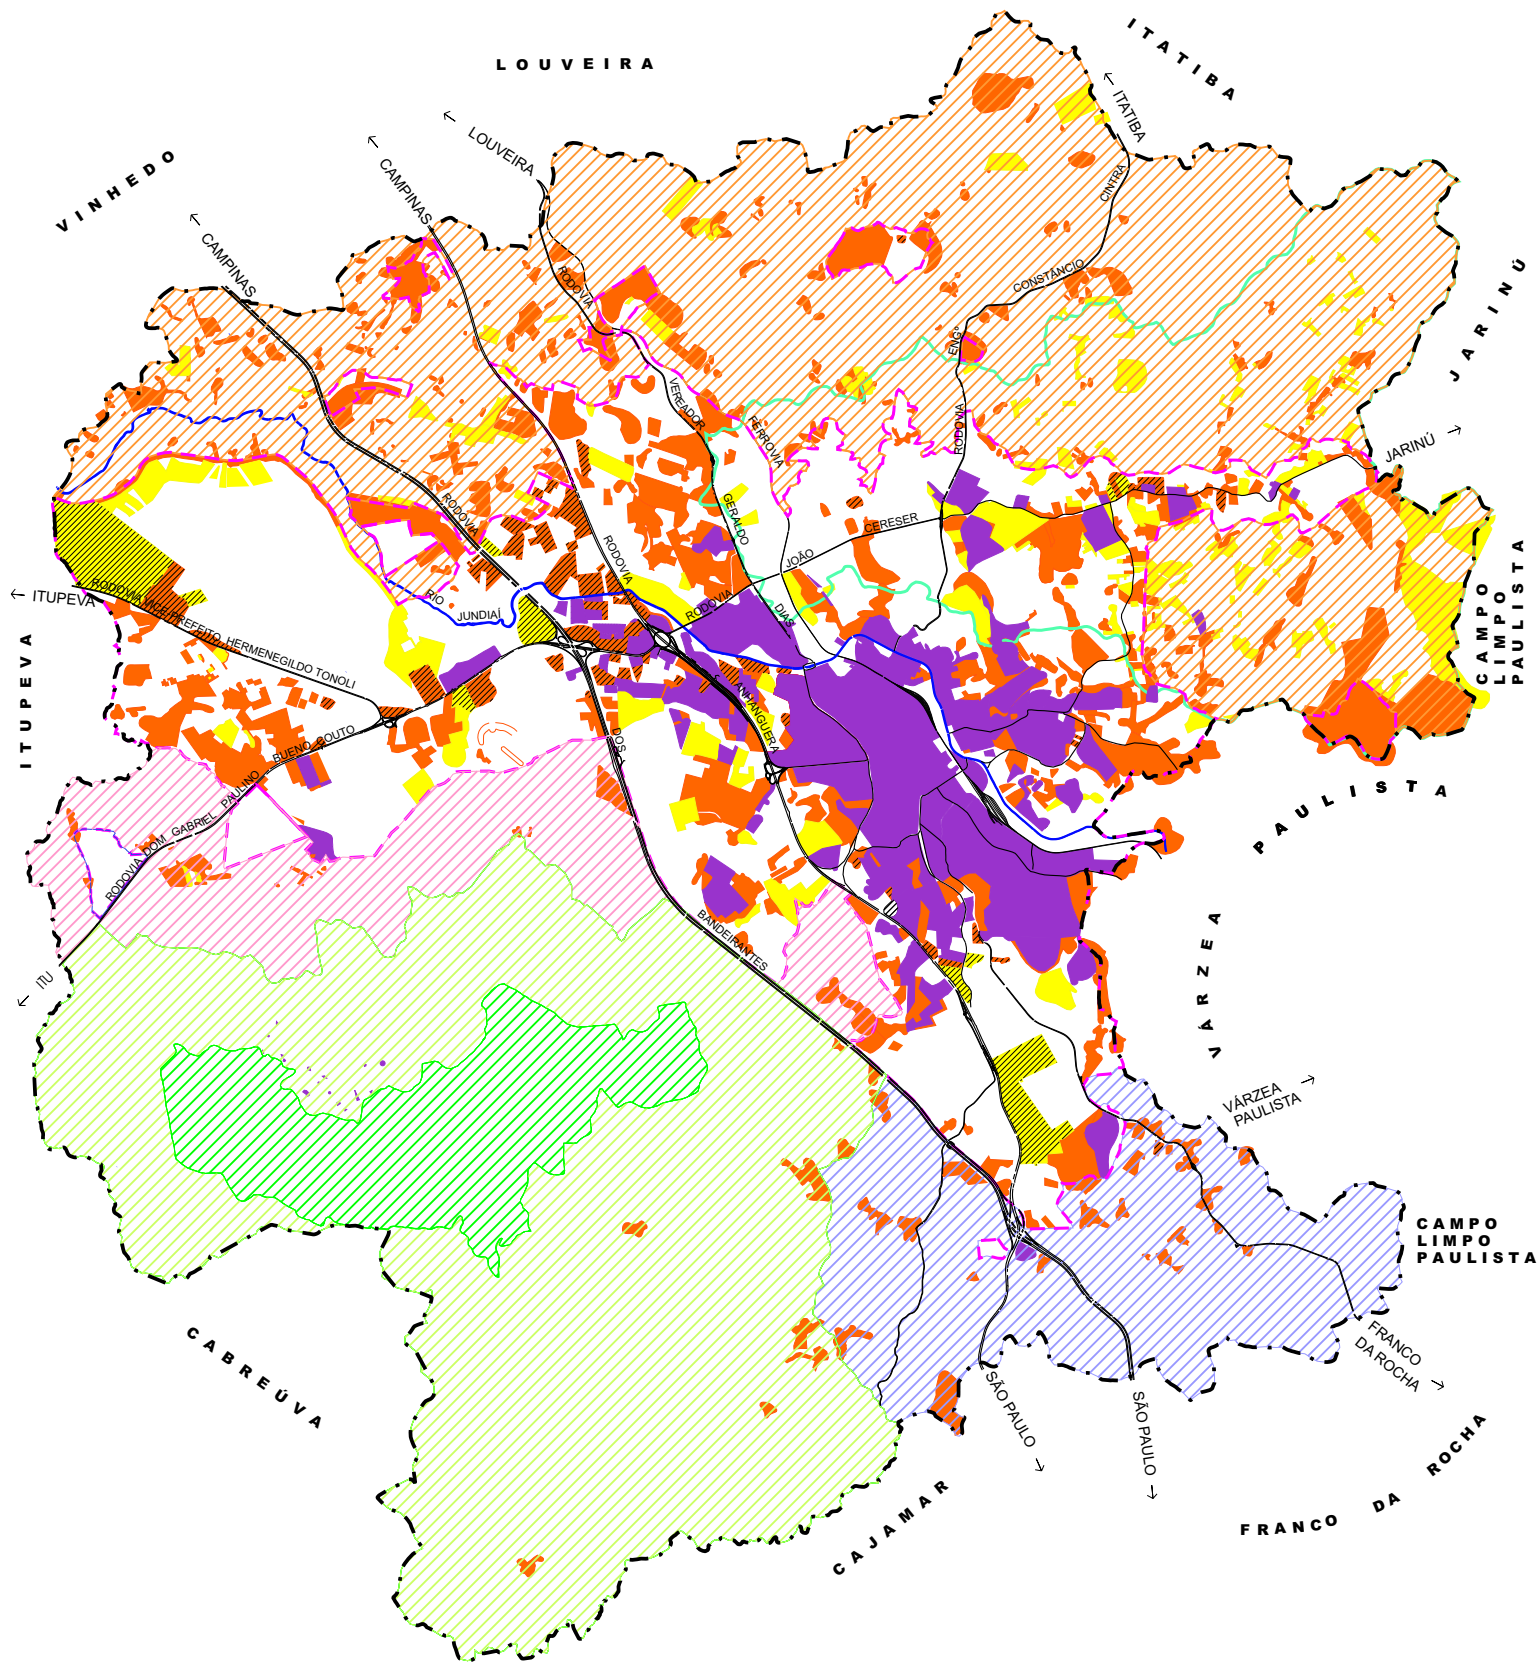 ITATIBA
LOUVEIRA
← ITATIBA
← LOUVEIRA
← CAMPINAS
VINHEDO
CINTRA
← CAMPINAS
JARINÚ
CONSTÂNCIO
RODOVIA
ENGº
VEREADOR
FERROVIA
RODOVIA
JARINÚ →
RODOVIA
GERALDO
CERESER
JOÃO
RODOVIA
CAMPO
LIMPO
PAULISTA
← ITUPEVA
RODOVIA VICE PREFEITO HERMENEGILDO TONOLI
RIO
JUNDIAÍ
RODOVIA
DIAS
ITUPEVA
ANHANGUERA
DOS
RODOVIA DOM GABRIEL PAULINO BUENO COUTO
PAULISTA
BANDEIRANTES
VÁRZEA
← ITU
VÁRZEA
PAULISTA →
CAMPO
LIMPO
PAULISTA
CABREÚVA
FRANCO
DA ROCHA →
SÃO PAULO →
SÃO PAULO →
CAJAMAR
FRANCO DA ROCHA